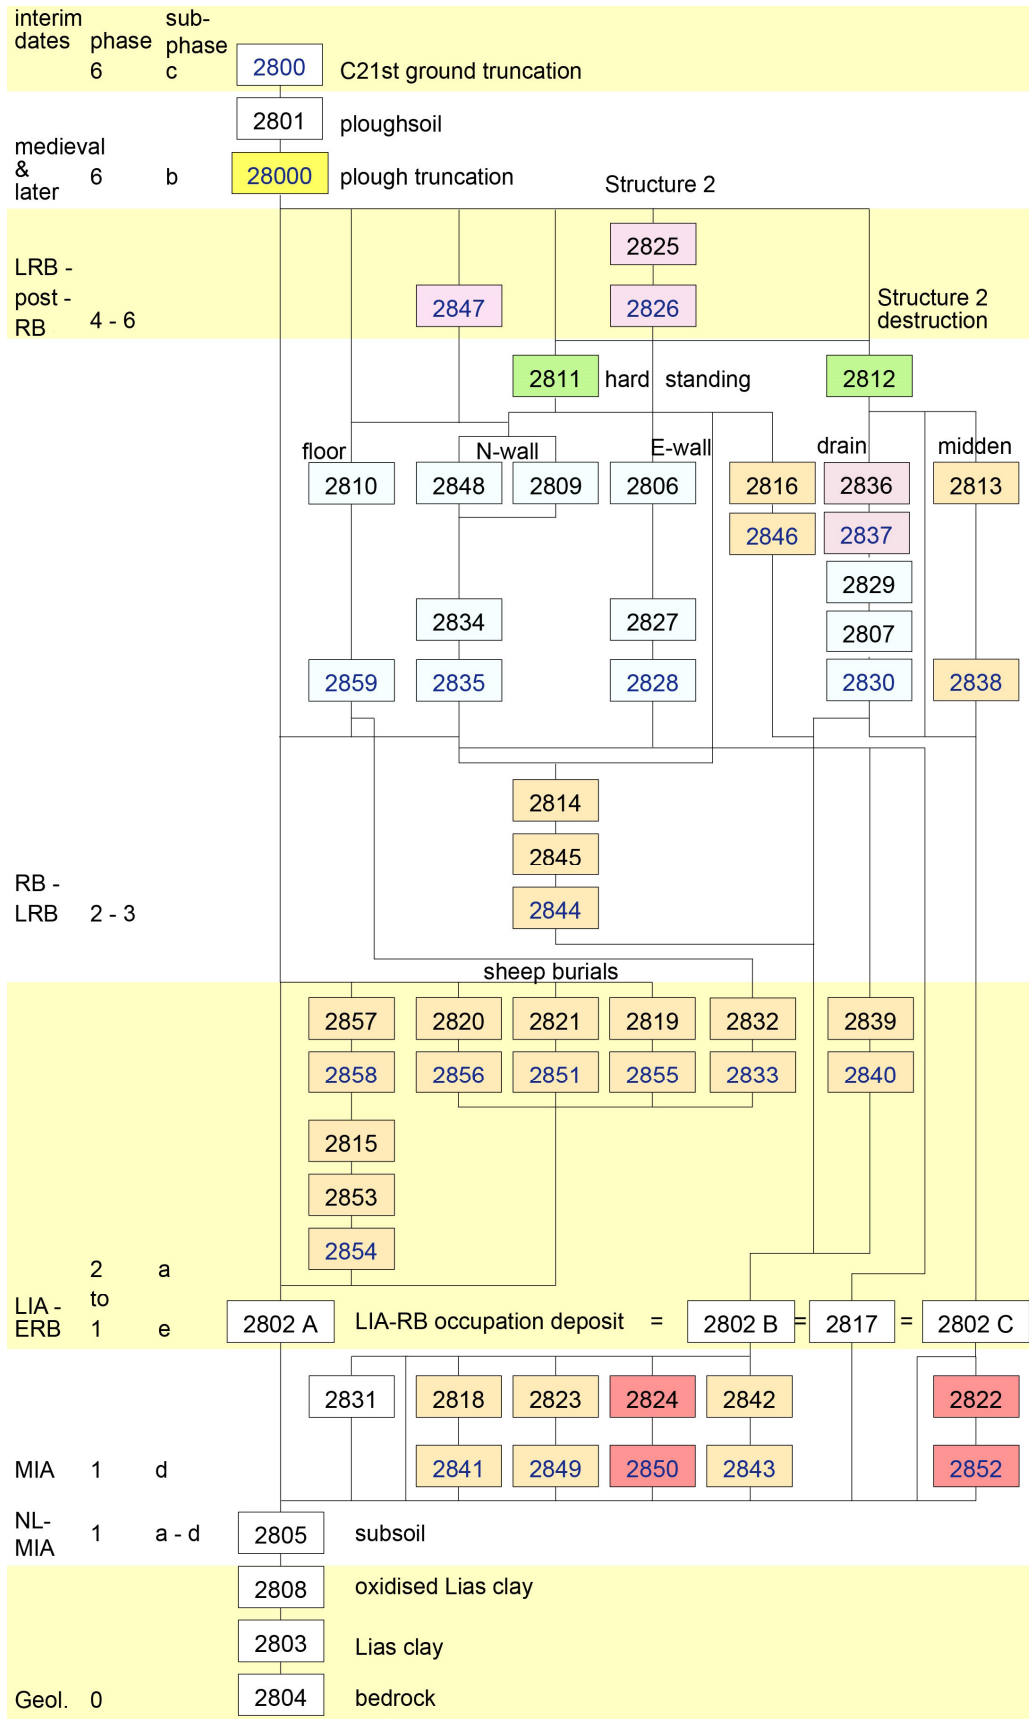 interim sub-
dates phase phase
6 c 2800 C21st ground truncation
2801 ploughsoil
medieval
&
later 6 b 28000 plough truncation
Structure 2
2825
LRB -
post -
RB 4 - 6
2847 2826
Structure 2
destruction
2811 hard standing 2812
floor N-wall E-wall drain midden
2810 2848 2809 2806 2816 2836 2813
2846 2837
2829
2834 2827 2807
2859 2835 2828 2830 2838
2814
2845
RB -
LRB 2 - 3
2844
sheep burials
2857 2820 2821 2819 2832 2839
2858 2856 2851 2855 2833 2840
2815
2853
2854
2 a
to
LIA -
ERB 1 e
2802 A LIA-RB occupation deposit = 2802 B = 2817 = 2802 C
2831 2818 2823 2824 2842 2822
MIA 1 d 2841 2849 2850 2843 2852
NL-
MIA 1 a - d 2805 subsoil
2808 oxidised Lias clay
2803 Lias clay
Geol. 0 2804 bedrock